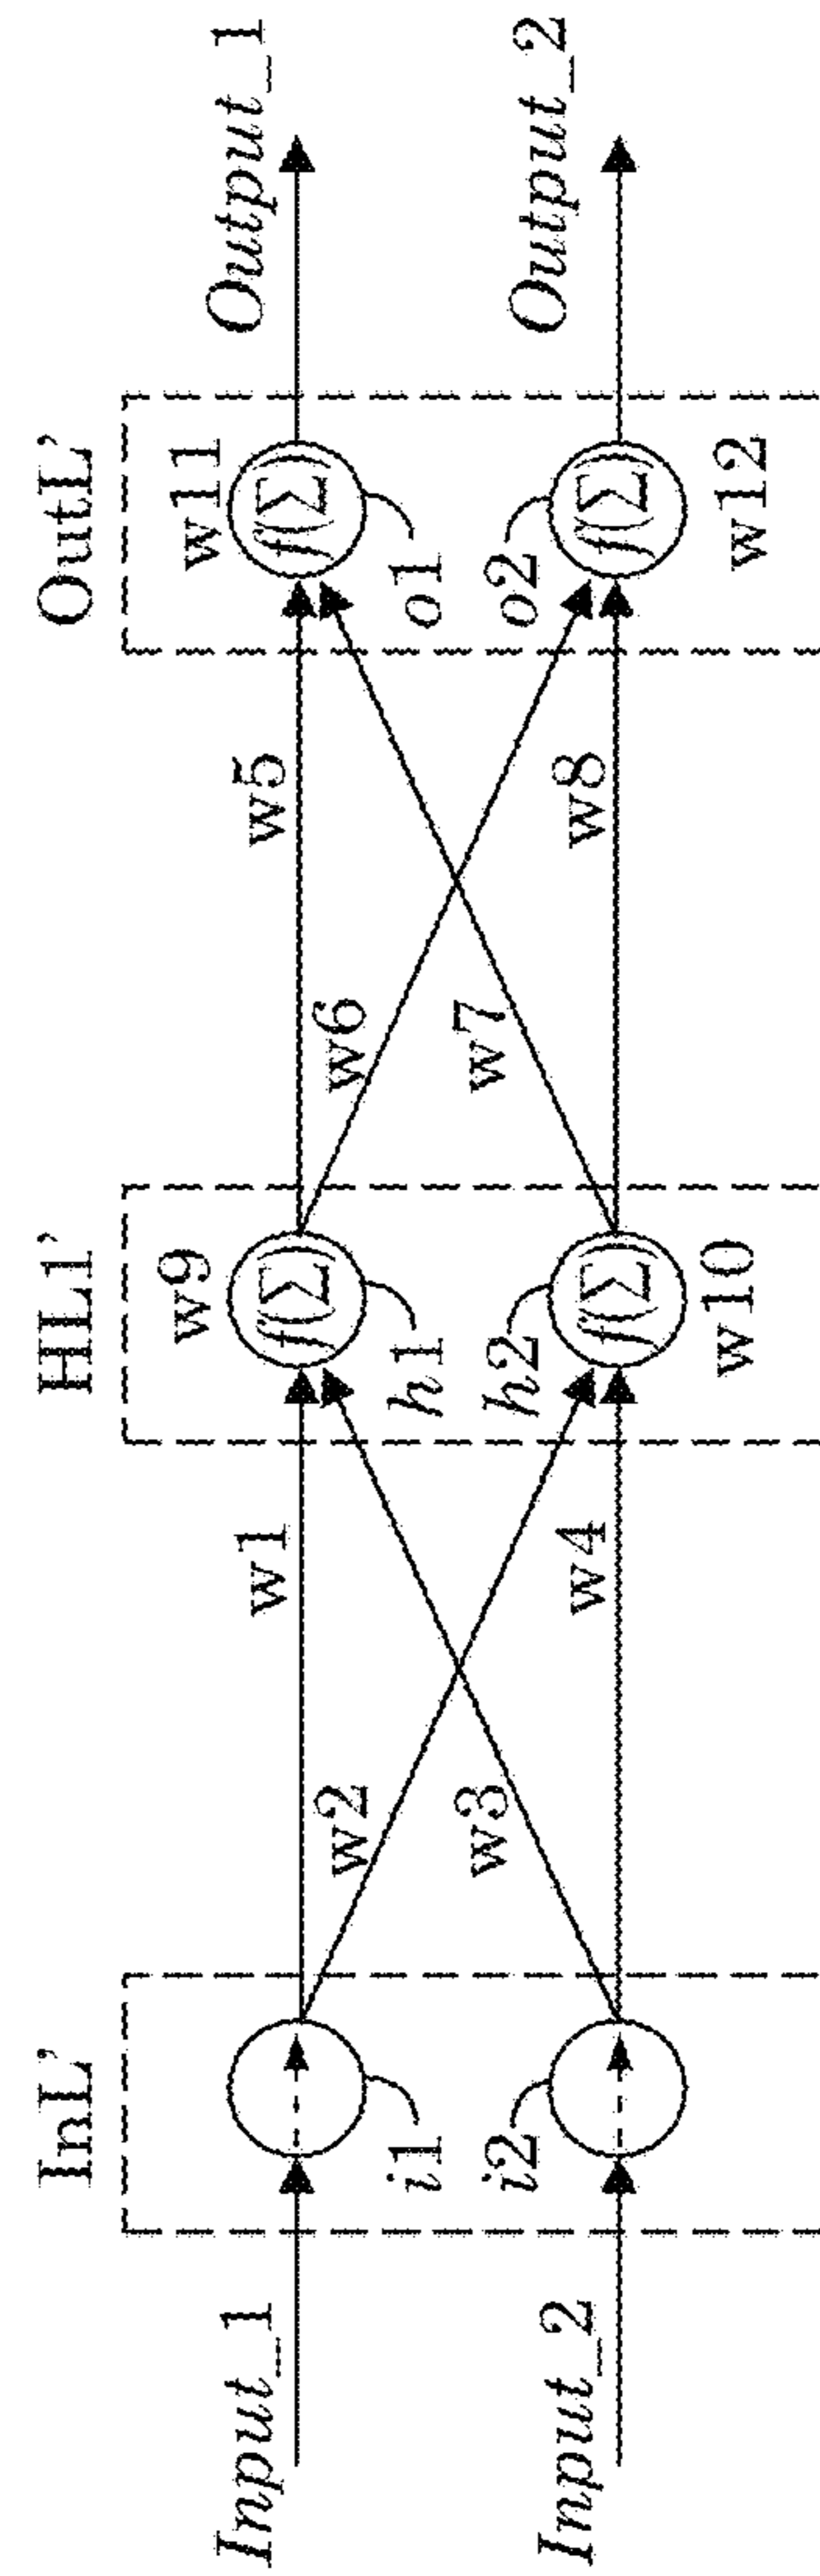 InL’
HL1’
OutL’
Input_1
w1
w9
f(Σ)
w5
w11
f(Σ)
Output_1
i1
w2
h1
w6
o1
i2
w3
h2
w7
o2
Input_2
w4
f(Σ)
w10
w8
f(Σ)
w12
Output_2